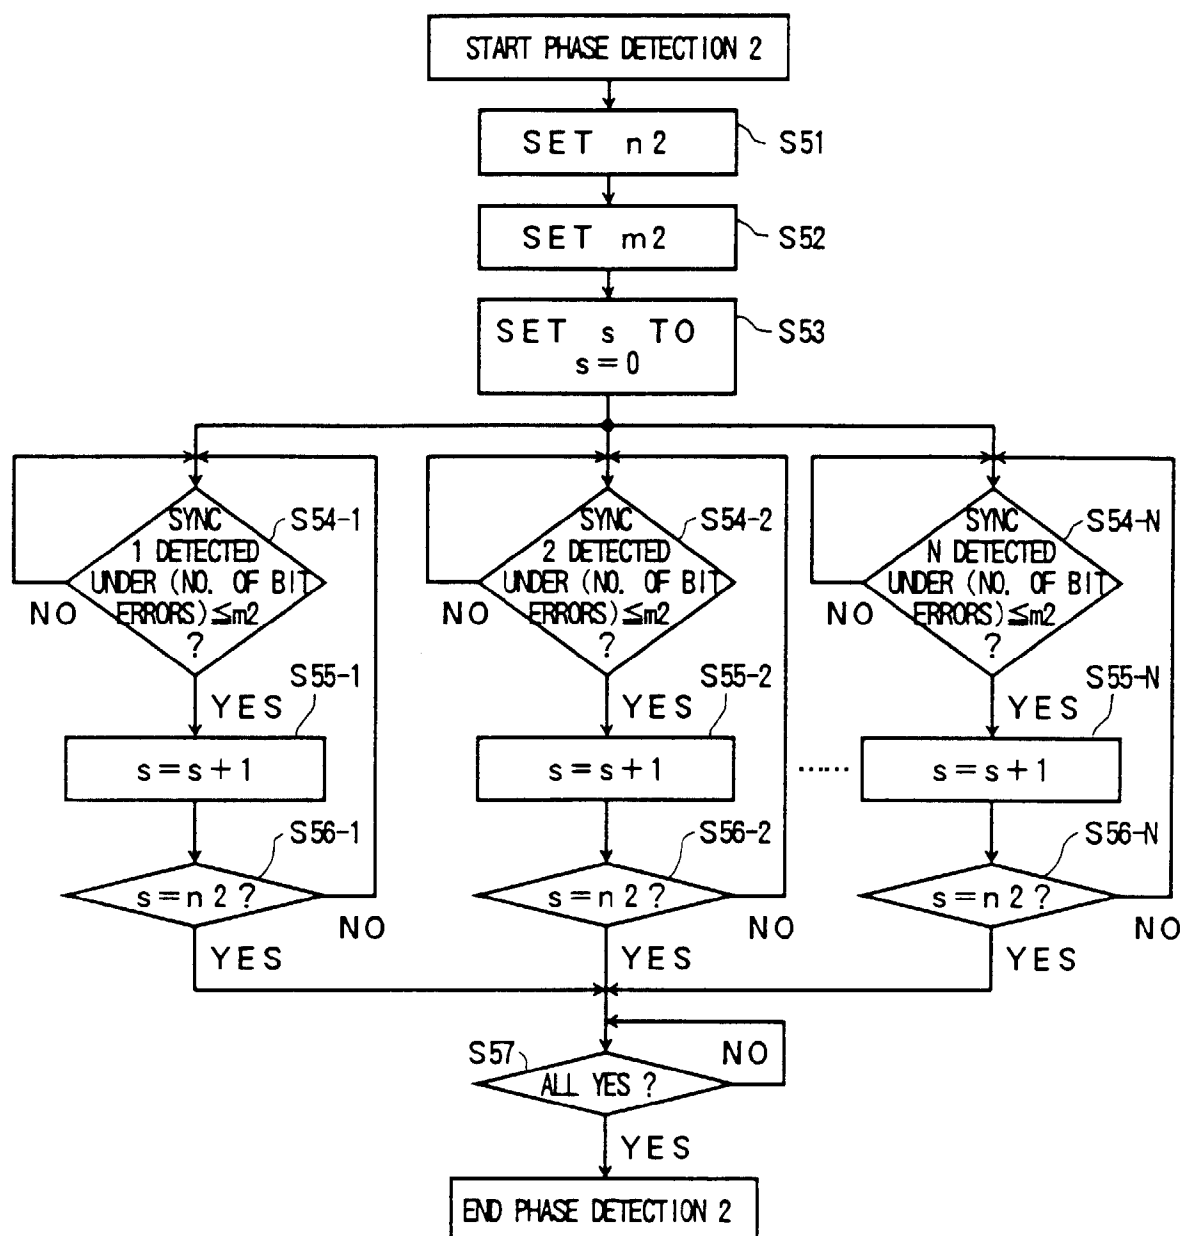 START PHASE DETECTION 2
SET n2
S51
SET m2
S52
SET s TO
s=0
S53
SYNC
1 DETECTED
UNDER (NO. OF BIT
ERRORS)≦m2
?
S54-1
NO
YES
SYNC
2 DETECTED
UNDER (NO. OF BIT
ERRORS)≦m2
?
S54-2
NO
YES
SYNC
N DETECTED
UNDER (NO. OF BIT
ERRORS)≦m2
?
S54-N
NO
YES
S55-1
s=s+1
S55-2
s=s+1
......
S55-N
s=s+1
S56-1
s=n2?
NO
YES
S56-2
s=n2?
NO
YES
S56-N
s=n2?
NO
YES
S57
ALL YES ?
NO
YES
END PHASE DETECTION 2